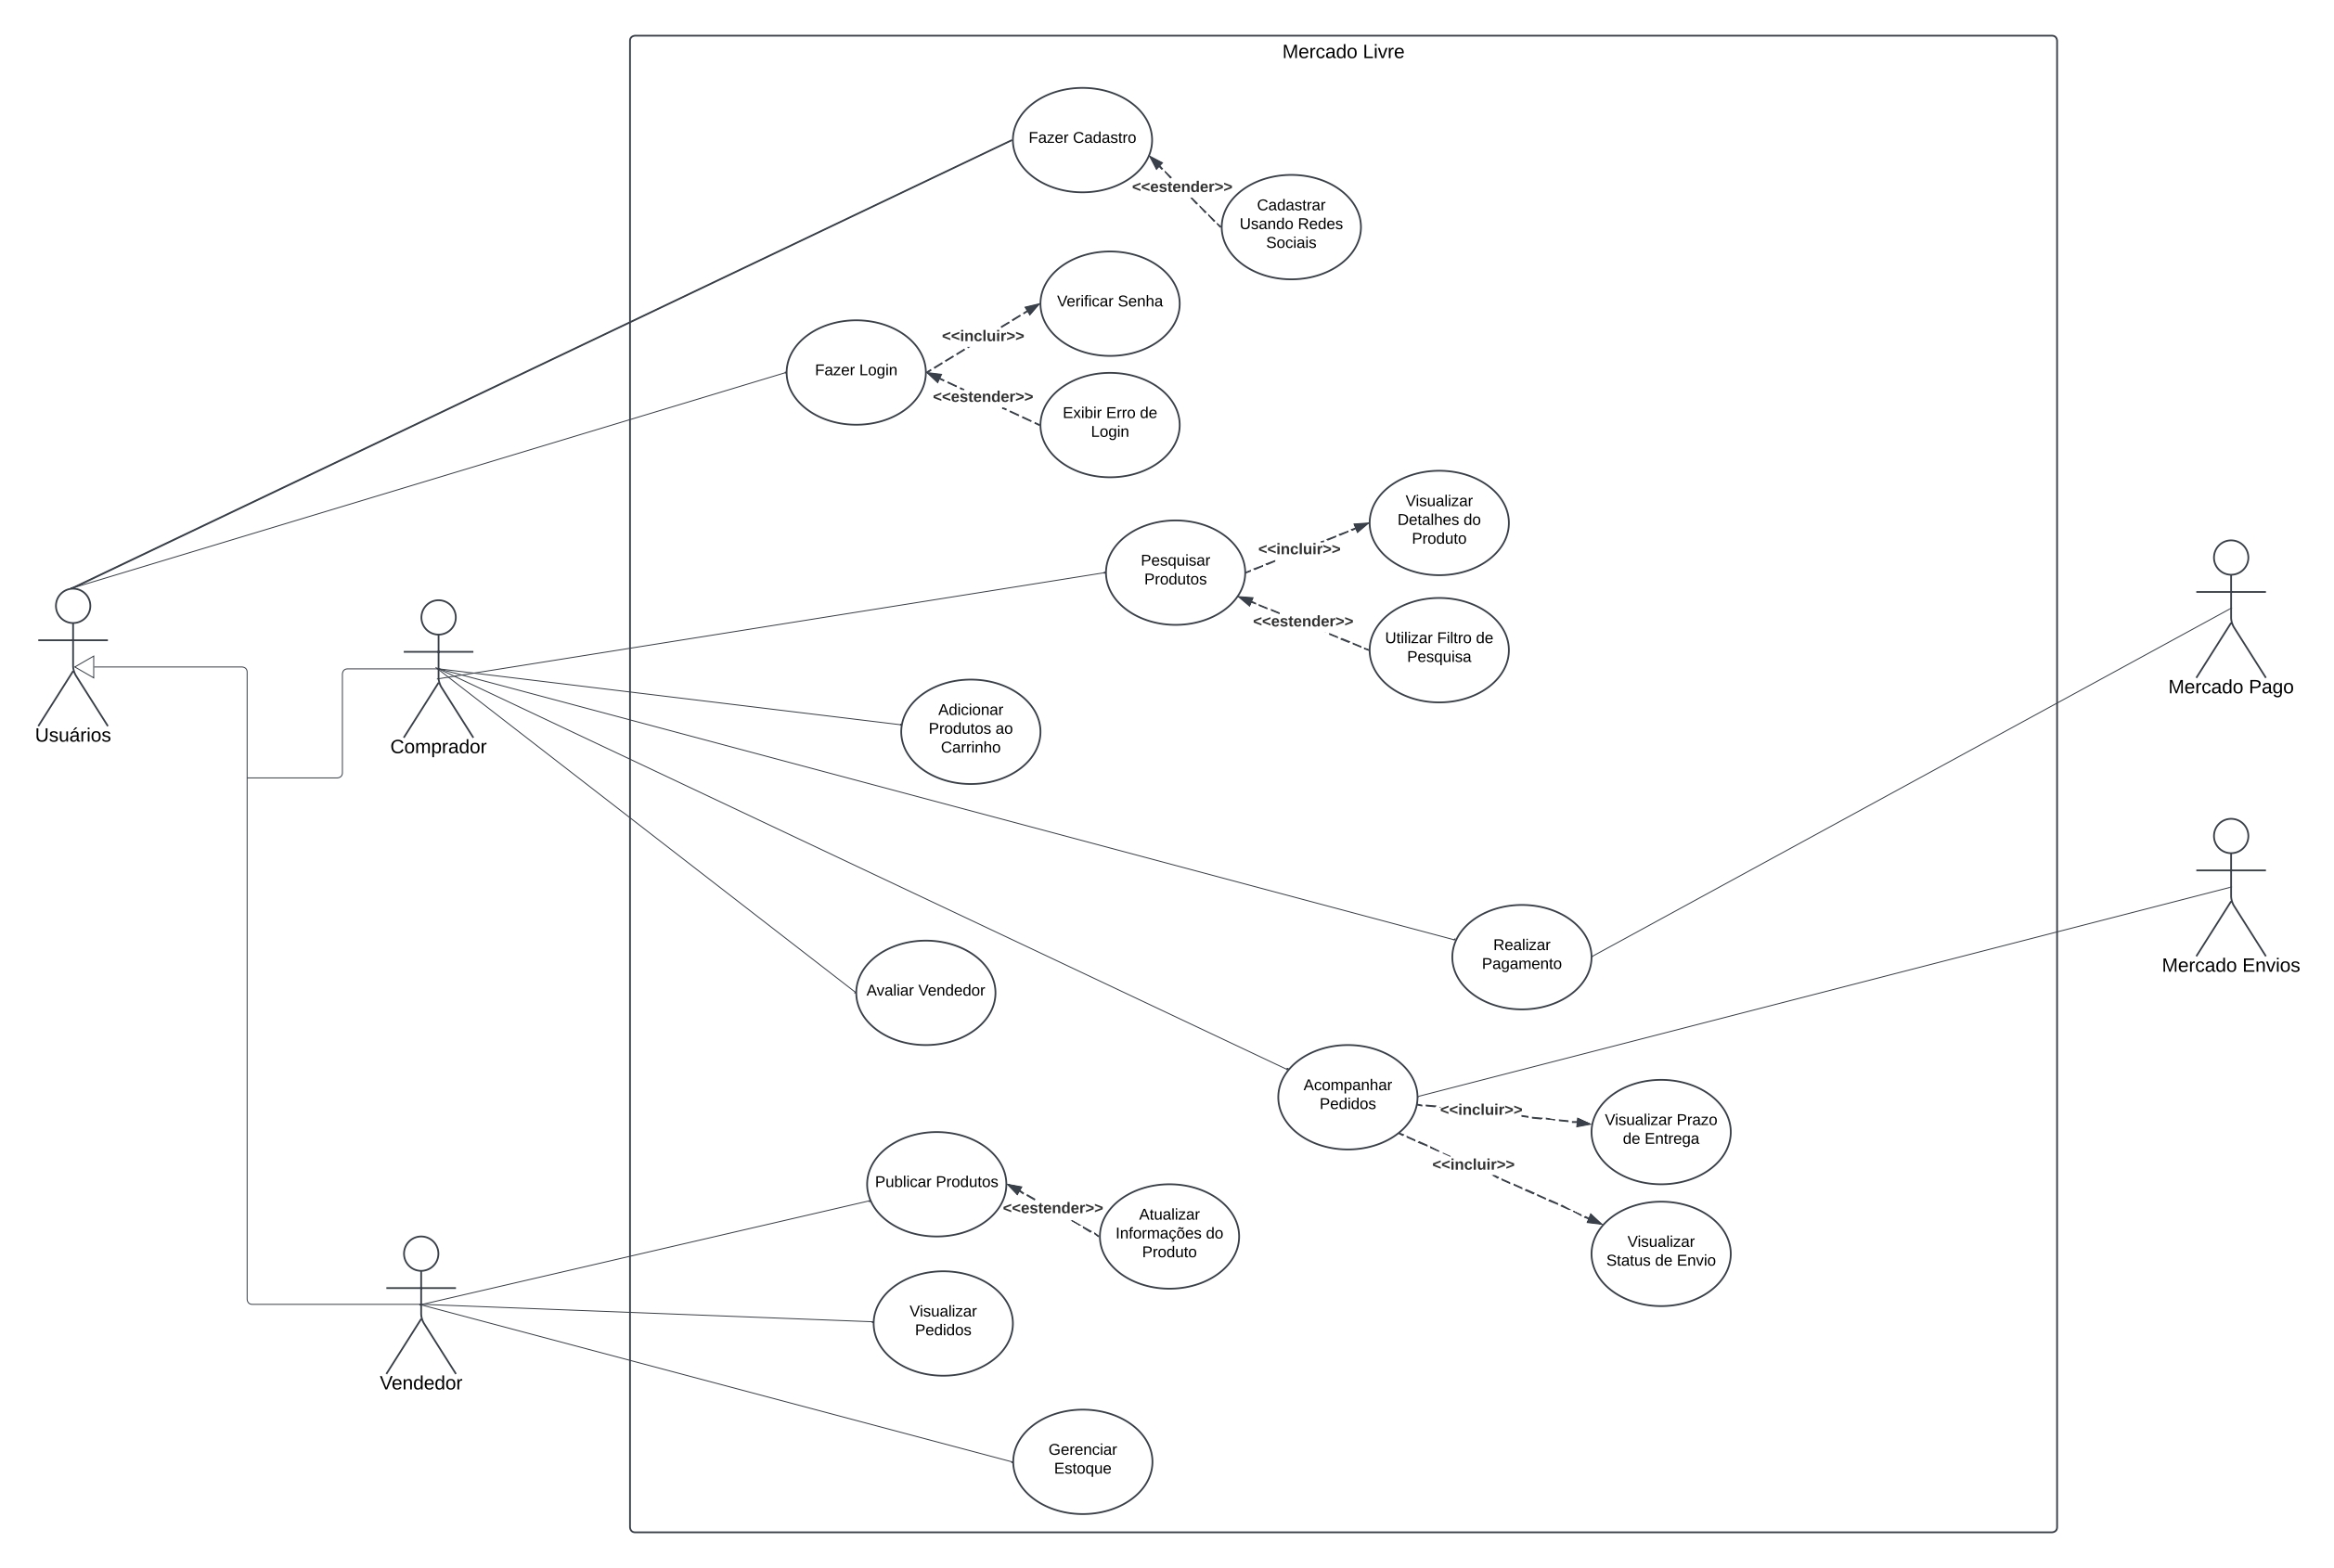 Mercado Livre
Fazer Cadastro
<<estender>>
Cadastrar
Usando Redes
Sociais
Verificar Senha
<<incluir>>
Fazer Login
<<estender>>
Exibir Erro de
Login
Visualizar
Detalhes do
Produto
<<incluir>>
Pesquisar
Produtos
<<estender>>
Utilizar Filtro de
Pesquisa
Usuários
Comprador
Mercado Pago
Adicionar
Produtos ao
Carrinho
Realizar
Pagamento
Mercado Envios
Avaliar Vendedor
Acompanhar
Pedidos
<<incluir>>
Visualizar Prazo
de Entrega
<<incluir>>
Visualizar
Status de Envio
Publicar Produtos
<<estender>>
Atualizar
Informações do
Produto
Visualizar
Pedidos
Vendedor
Gerenciar
Estoque